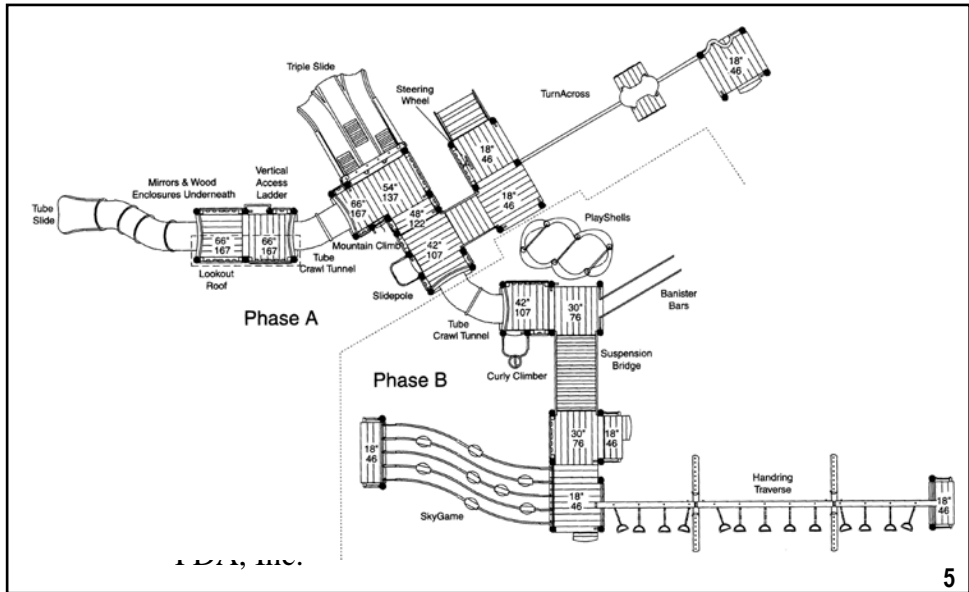 Triple Slide
Steering
Wheel
TurnAcross
18"
46
Vertical
Access
Ladder
Mirrors & Wood
Enclosures Underneath
Tube
Slide
66"
167
66"
167
Lookout
Roof
Tube
Crawl Tunnel
66"
167
54"
137
48"
122
42"
107
Mountain Climb
Slidepole
18"
46
18"
46
Phase A
PlayShells
Banister
Bars
42"
107
30"
76
Tube
Crawl Tunnel
Curly Climber
Suspension
Bridge
Phase B
30"
76
18"
46
18"
46
SkyGame
18"
46
Handring
Traverse
18"
46
5